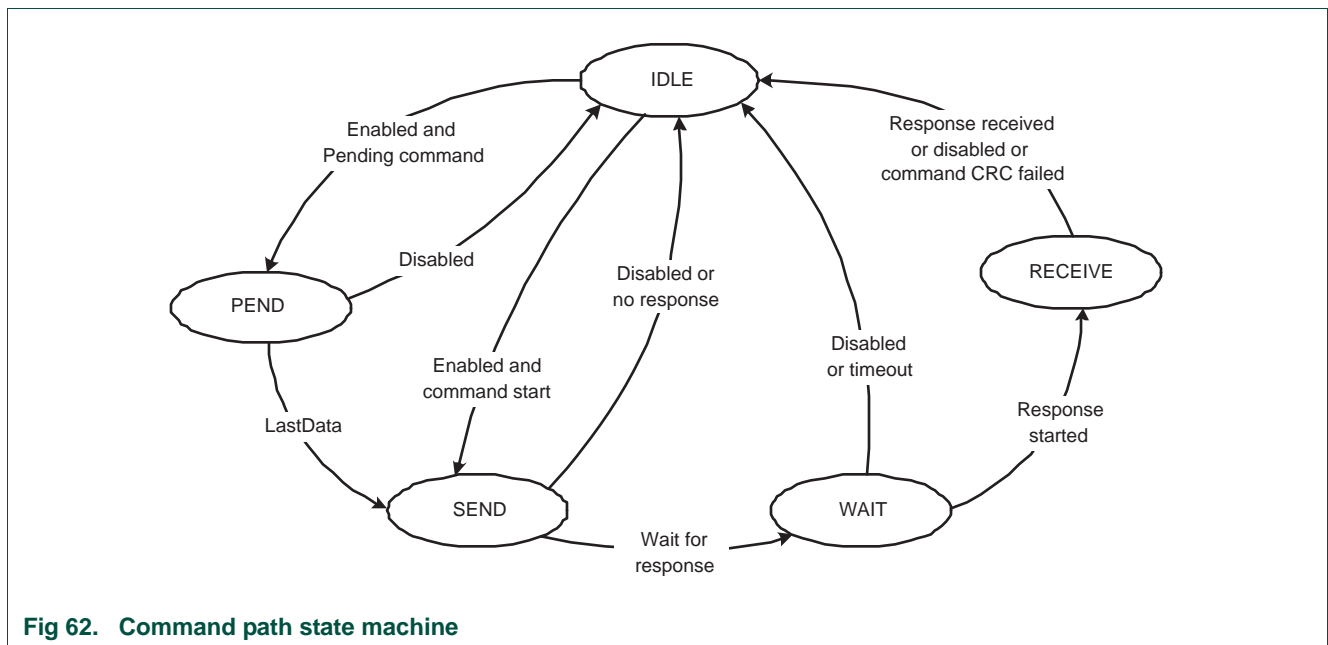 IDLE
Enabled and
Pending command
Response received
or disabled or
command CRC failed
Disabled
Disabled or
no response
RECEIVE
PEND
Enabled and
command start
Disabled
or timeout
Response
started
LastData
SEND
WAIT
Wait for
response
Fig 62. Command path state machine